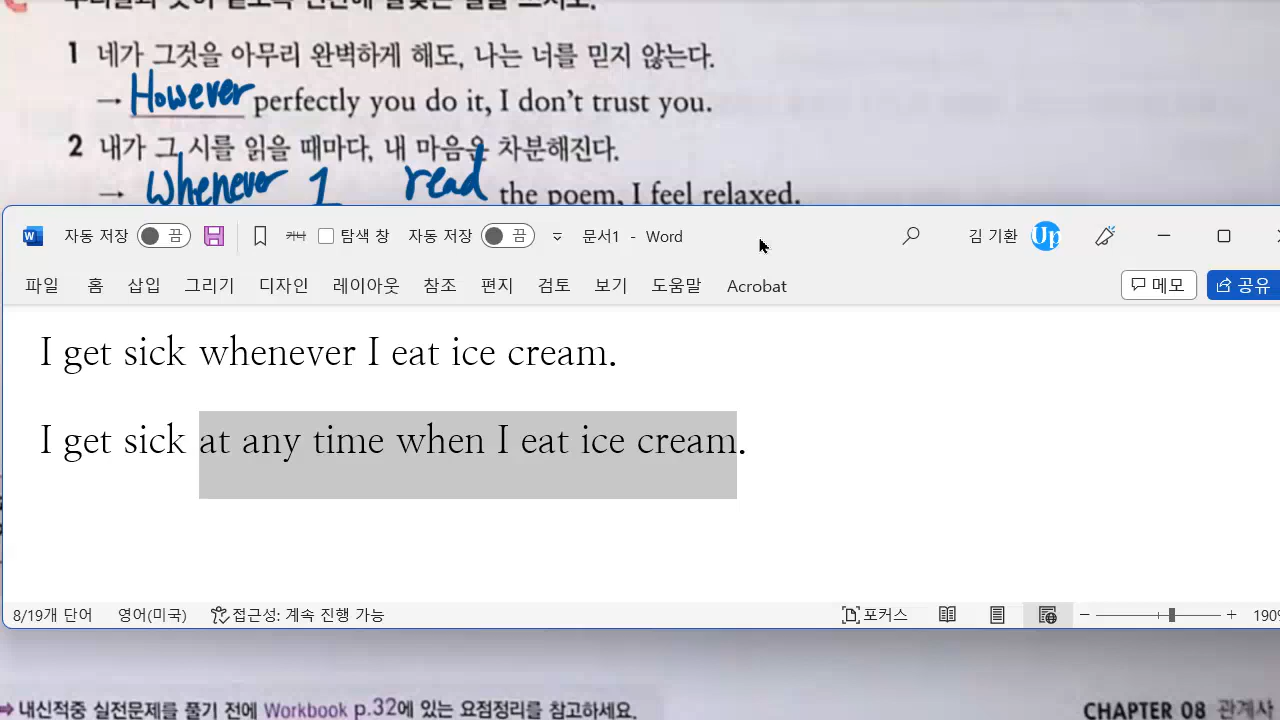 1 네가 그것을 아무리 완벽하게 해도, 나는 너를 믿지 않는다.
→ However perfectly you do it, I don't trust you.
2 내가 그 시를 읽을 때마다, 내 마음은 차분해진다.
→ Whenever I read the poem, I feel relaxed.
자동 저장 끔 가나 탐색 창 자동 저장 끔 문서1 - Word 김 기환 Up
파일 홈 삽입 그리기 디자인 레이아웃 참조 편지 검토 보기 도움말 Acrobat 메모 공유
I get sick whenever I eat ice cream.
I get sick at any time when I eat ice cream.
8/19개 단어 영어(미국) 접근성: 계속 진행 가능 포커스 190%
⇒ 내신적중 실전문제를 풀기 전에 Workbook p.32에 있는 요점정리를 참고하세요.
CHAPTER 08 관계사